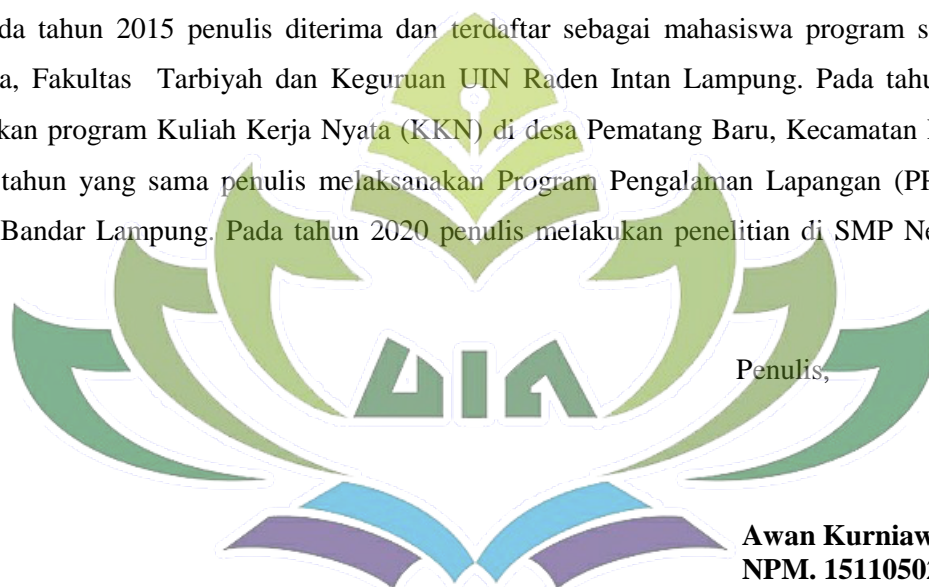 da tahun 2015 penulis diterima dan terdaftar sebagai mahasiswa program s
a, Fakultas Tarbiyah dan Keguruan UIN Raden Intan Lampung. Pada tahu
kan program Kuliah Kerja Nyata (KKN) di desa Pematang Baru, Kecamatan
tahun yang sama penulis melaksanakan Program Pengalaman Lapangan (PP
Bandar Lampung. Pada tahun 2020 penulis melakukan penelitian di SMP Ne
UIN
Penulis,
Awan Kurniaw
NPM. 15110502